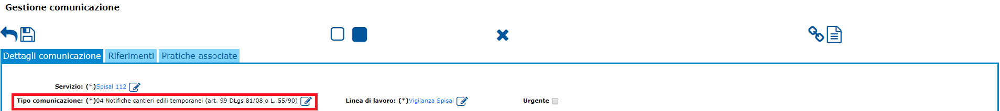 Gestione comunicazione
Dettagli comunicazione Riferimenti Pratiche associate
Servizio: (*)Spisal 112
Tipo comunicazione: (*)04 Notifiche cantieri edili temporanei (art. 99 DLgs 81/08 o L. 55/90) Linea di lavoro: (*)Vigilanza Spisal Urgente